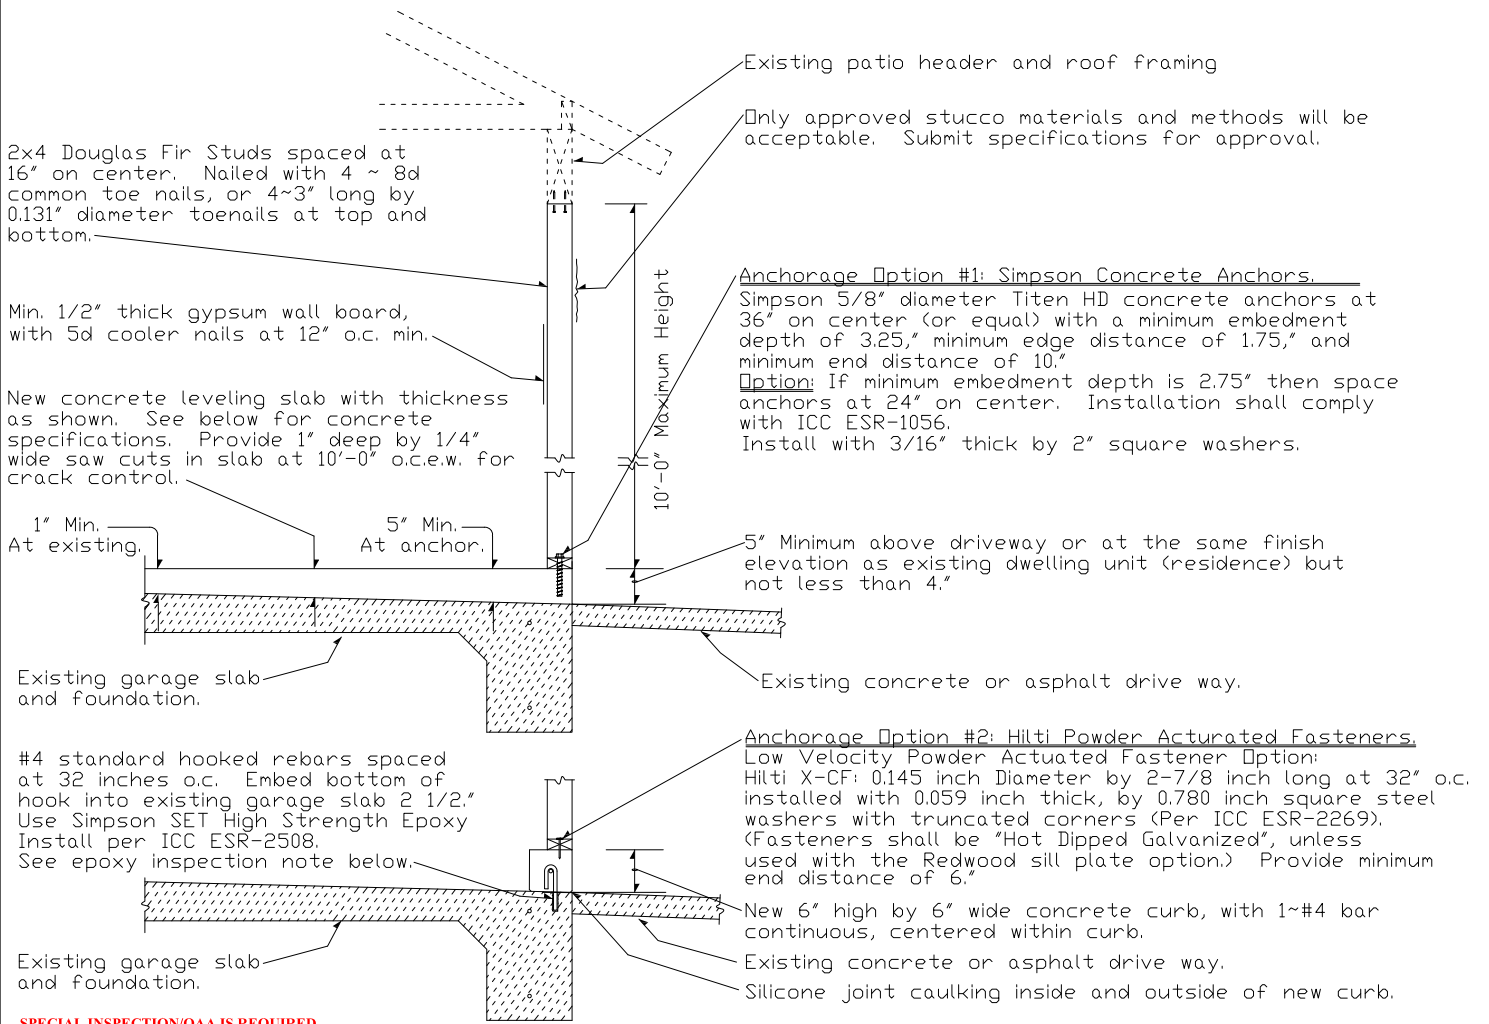 Existing patio header and roof framing
Only approved stucco materials and methods will be
acceptable.  Submit specifications for approval.
2x4 Douglas Fir Studs spaced at
16" on center.  Nailed with 4 ~ 8d
common toe nails, or 4~3" long by
0.131" diameter toenails at top and
bottom.
Min. 1/2" thick gypsum wall board,
with 5d cooler nails at 12" o.c. min.
New concrete leveling slab with thickness
as shown.  See below for concrete
specifications.  Provide 1" deep by 1/4"
wide saw cuts in slab at 10'-0" o.c.e.w. for
crack control.
1" Min.
At existing.
5" Min.
At anchor.
10'-0" Maximum Height
Anchorage Option #1: Simpson Concrete Anchors.
Simpson 5/8" diameter Titen HD concrete anchors at
36" on center (or equal) with a minimum embedment
depth of 3.25," minimum edge distance of 1.75," and
minimum end distance of 10."
Option: If minimum embedment depth is 2.75" then space
anchors at 24" on center.  Installation shall comply
with ICC ESR-1056.
Install with 3/16" thick by 2" square washers.
5" Minimum above driveway or at the same finish
elevation as existing dwelling unit (residence) but
not less than 4."
Existing garage slab
and foundation.
Existing concrete or asphalt drive way.
#4 standard hooked rebars spaced
at 32 inches o.c.  Embed bottom of
hook into existing garage slab 2 1/2."
Use Simpson SET High Strength Epoxy
Install per ICC ESR-2508.
See epoxy inspection note below.
Anchorage Option #2: Hilti Powder Acturated Fasteners.
Low Velocity Powder Actuated Fastener Option:
Hilti X-CF: 0.145 inch Diameter by 2-7/8 inch long at 32" o.c.
installed with 0.059 inch thick, by 0.780 inch square steel
washers with truncated corners (Per ICC ESR-2269).
(Fasteners shall be "Hot Dipped Galvanized", unless
used with the Redwood sill plate option.)  Provide minimum
end distance of 6."
New 6" high by 6" wide concrete curb, with 1~#4 bar
continuous, centered within curb.
Existing concrete or asphalt drive way.
Silicone joint caulking inside and outside of new curb.
Existing garage slab
and foundation.
SPECIAL INSPECTION/QAA IS REQUIRED